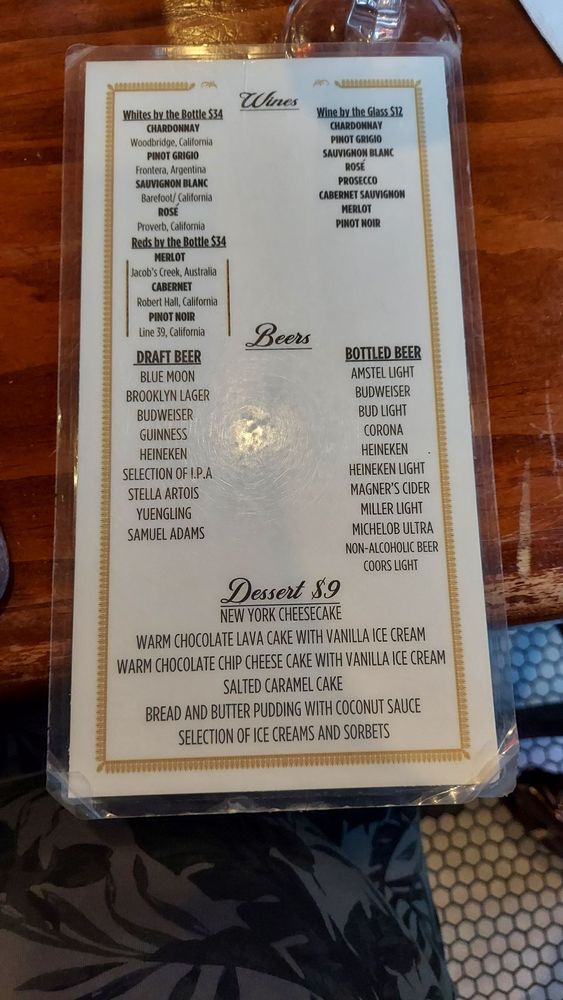 Wines
Whites by the Bottle $34
CHARDONNAY
Woodbridge, California
PINOT GRIGIO
Frontera, Argentina
SAUVIGNON BLANC
Barefoot/ California
ROSÉ
Proverb, California
Reds by the Bottle $34
MERLOT
Jacob's Creek, Australia
CABERNET
Robert Hall, California
PINOT NOIR
Line 39, California
Wine by the Glass $12
CHARDONNAY
PINOT GRIGIO
SAUVIGNON BLANC
ROSÉ
PROSECCO
CABERNET SAUVIGNON
MERLOT
PINOT NOIR
Beers
DRAFT BEER
BLUE MOON
BROOKLYN LAGER
BUDWEISER
GUINNESS
HEINEKEN
SELECTION OF I.P.A
STELLA ARTOIS
YUENGLING
SAMUEL ADAMS
BOTTLED BEER
AMSTEL LIGHT
BUDWEISER
BUD LIGHT
CORONA
HEINEKEN
HEINEKEN LIGHT
MAGNER'S CIDER
MILLER LIGHT
MICHELOB ULTRA
NON-ALCOHOLIC BEER
COORS LIGHT
Dessert $9
NEW YORK CHEESECAKE
WARM CHOCOLATE LAVA CAKE WITH VANILLA ICE CREAM
WARM CHOCOLATE CHIP CHEESE CAKE WITH VANILLA ICE CREAM
SALTED CARAMEL CAKE
BREAD AND BUTTER PUDDING WITH COCONUT SAUCE
SELECTION OF ICE CREAMS AND SORBETS